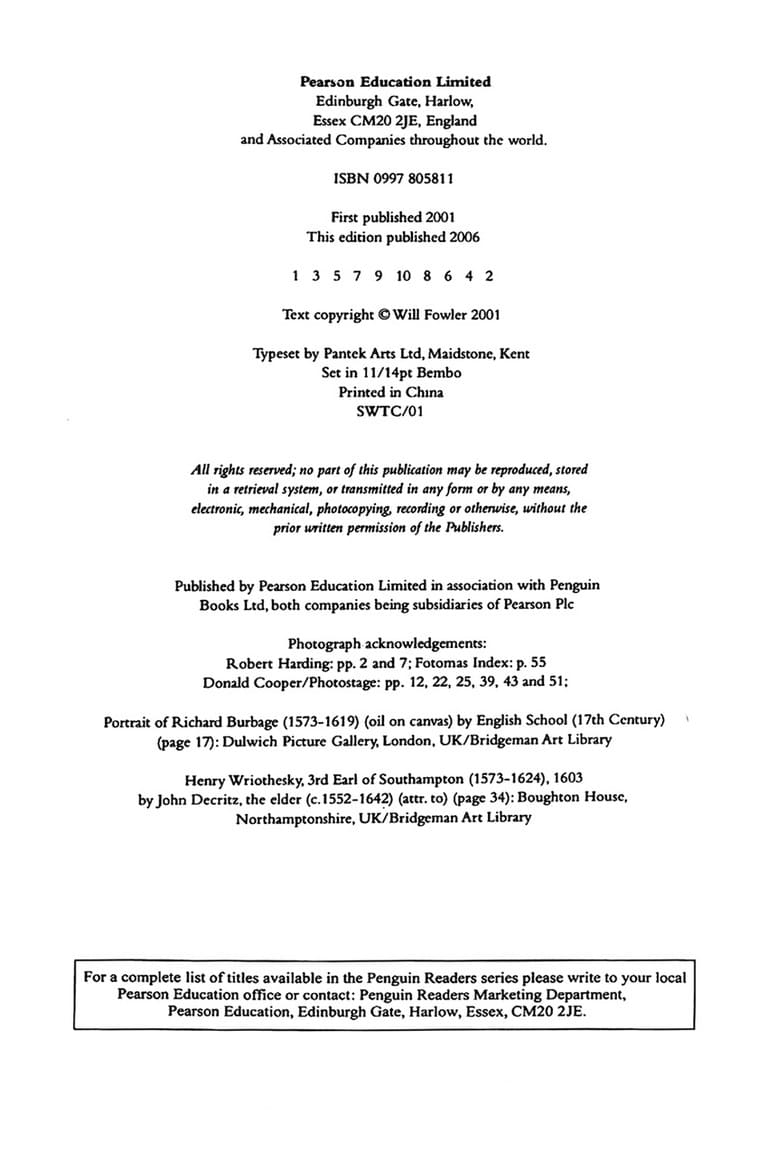 Pearson Education Limited
Edinburgh Gate, Harlow,
Essex CM20 2JE, England
and Associated Companies throughout the world.
ISBN 0997 805811
First published 2001
This edition published 2006
1 3 5 7 9 10 8 6 4 2
Text copyright © Will Fowler 2001
Typeset by Pantek Arts Ltd, Maidstone, Kent
Set in 11/14pt Bembo
Printed in China
SWTC/01
All rights reserved; no part of this publication may be reproduced, stored
in a retrieval system, or transmitted in any form or by any means,
electronic, mechanical, photocopying, recording or otherwise, without the
prior written permission of the Publishers.
Published by Pearson Education Limited in association with Penguin
Books Ltd, both companies being subsidiaries of Pearson Plc
Photograph acknowledgements:
Robert Harding: pp. 2 and 7; Fotomas Index: p. 55
Donald Cooper/Photostage: pp. 12, 22, 25, 39, 43 and 51;
Portrait of Richard Burbage (1573-1619) (oil on canvas) by English School (17th Century)
(page 17): Dulwich Picture Gallery, London, UK/Bridgeman Art Library
Henry Wriothesky, 3rd Earl of Southampton (1573-1624), 1603
by John Decritz, the elder (c.1552-1642) (attr. to) (page 34): Boughton House,
Northamptonshire, UK/Bridgeman Art Library
For a complete list of titles available in the Penguin Readers series please write to your local
Pearson Education office or contact: Penguin Readers Marketing Department,
Pearson Education, Edinburgh Gate, Harlow, Essex, CM20 2JE.